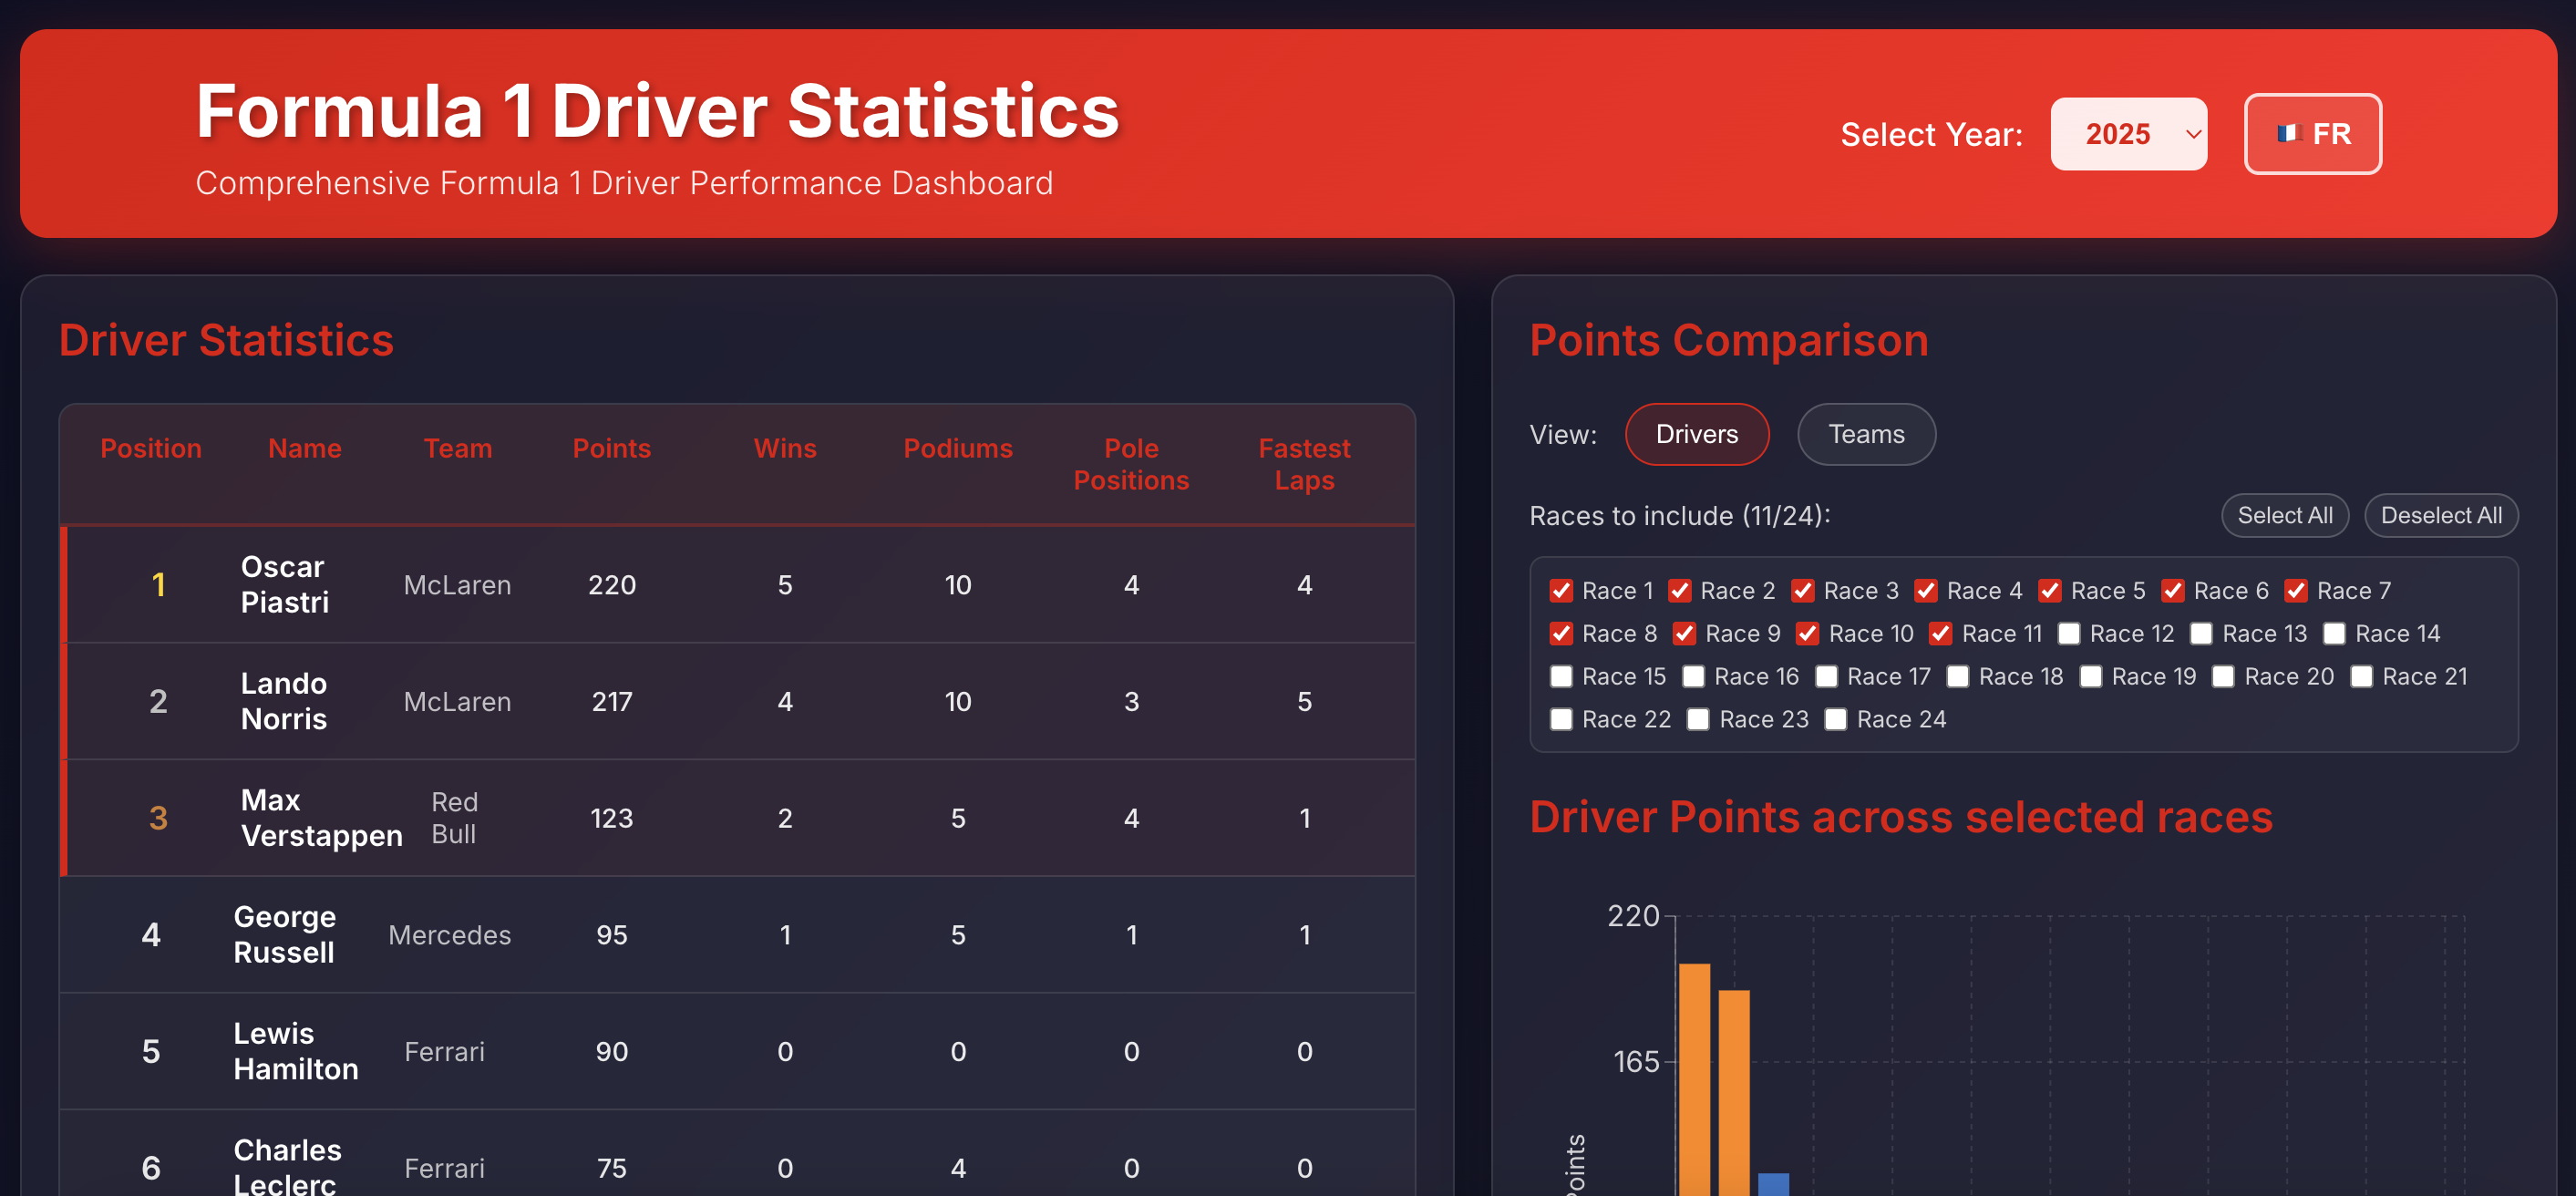 Formula 1 Driver Statistics
Comprehensive Formula 1 Driver Performance Dashboard
Select Year:
2025
FR
Driver Statistics
Position Name Team Points Wins Podiums Pole Positions Fastest Laps
1 Oscar Piastri McLaren 220 5 10 4 4
2 Lando Norris McLaren 217 4 10 3 5
3 Max Verstappen Red Bull 123 2 5 4 1
4 George Russell Mercedes 95 1 5 1 1
5 Lewis Hamilton Ferrari 90 0 0 0 0
6 Charles Leclerc Ferrari 75 0 4 0 0
Points Comparison
View: Drivers Teams
Races to include (11/24): Select All Deselect All
Race 1 Race 2 Race 3 Race 4 Race 5 Race 6 Race 7
Race 8 Race 9 Race 10 Race 11 Race 12 Race 13 Race 14
Race 15 Race 16 Race 17 Race 18 Race 19 Race 20 Race 21
Race 22 Race 23 Race 24
Driver Points across selected races
220
165
Points